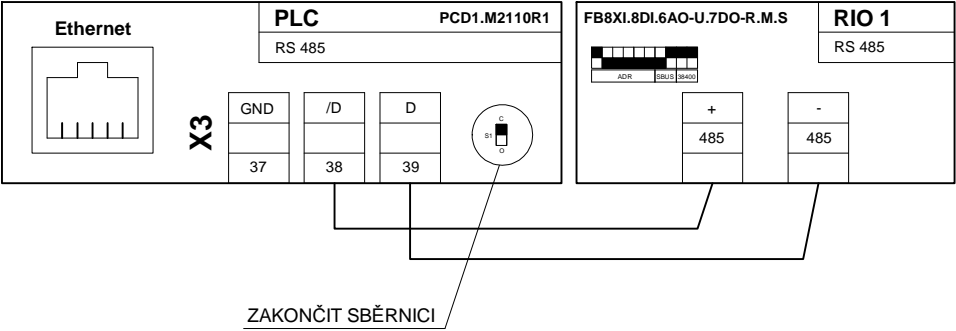 Ethernet
PLC
PCD1.M2110R1
RS 485
X3
GND
/D
D
37
38
39
C
S1
O
ZAKONČIT SBĚRNICI
FB8XI.8DI.6AO-U.7DO-R.M.S
RIO 1
RS 485
ADR
SBUS
38400
+
-
485
485